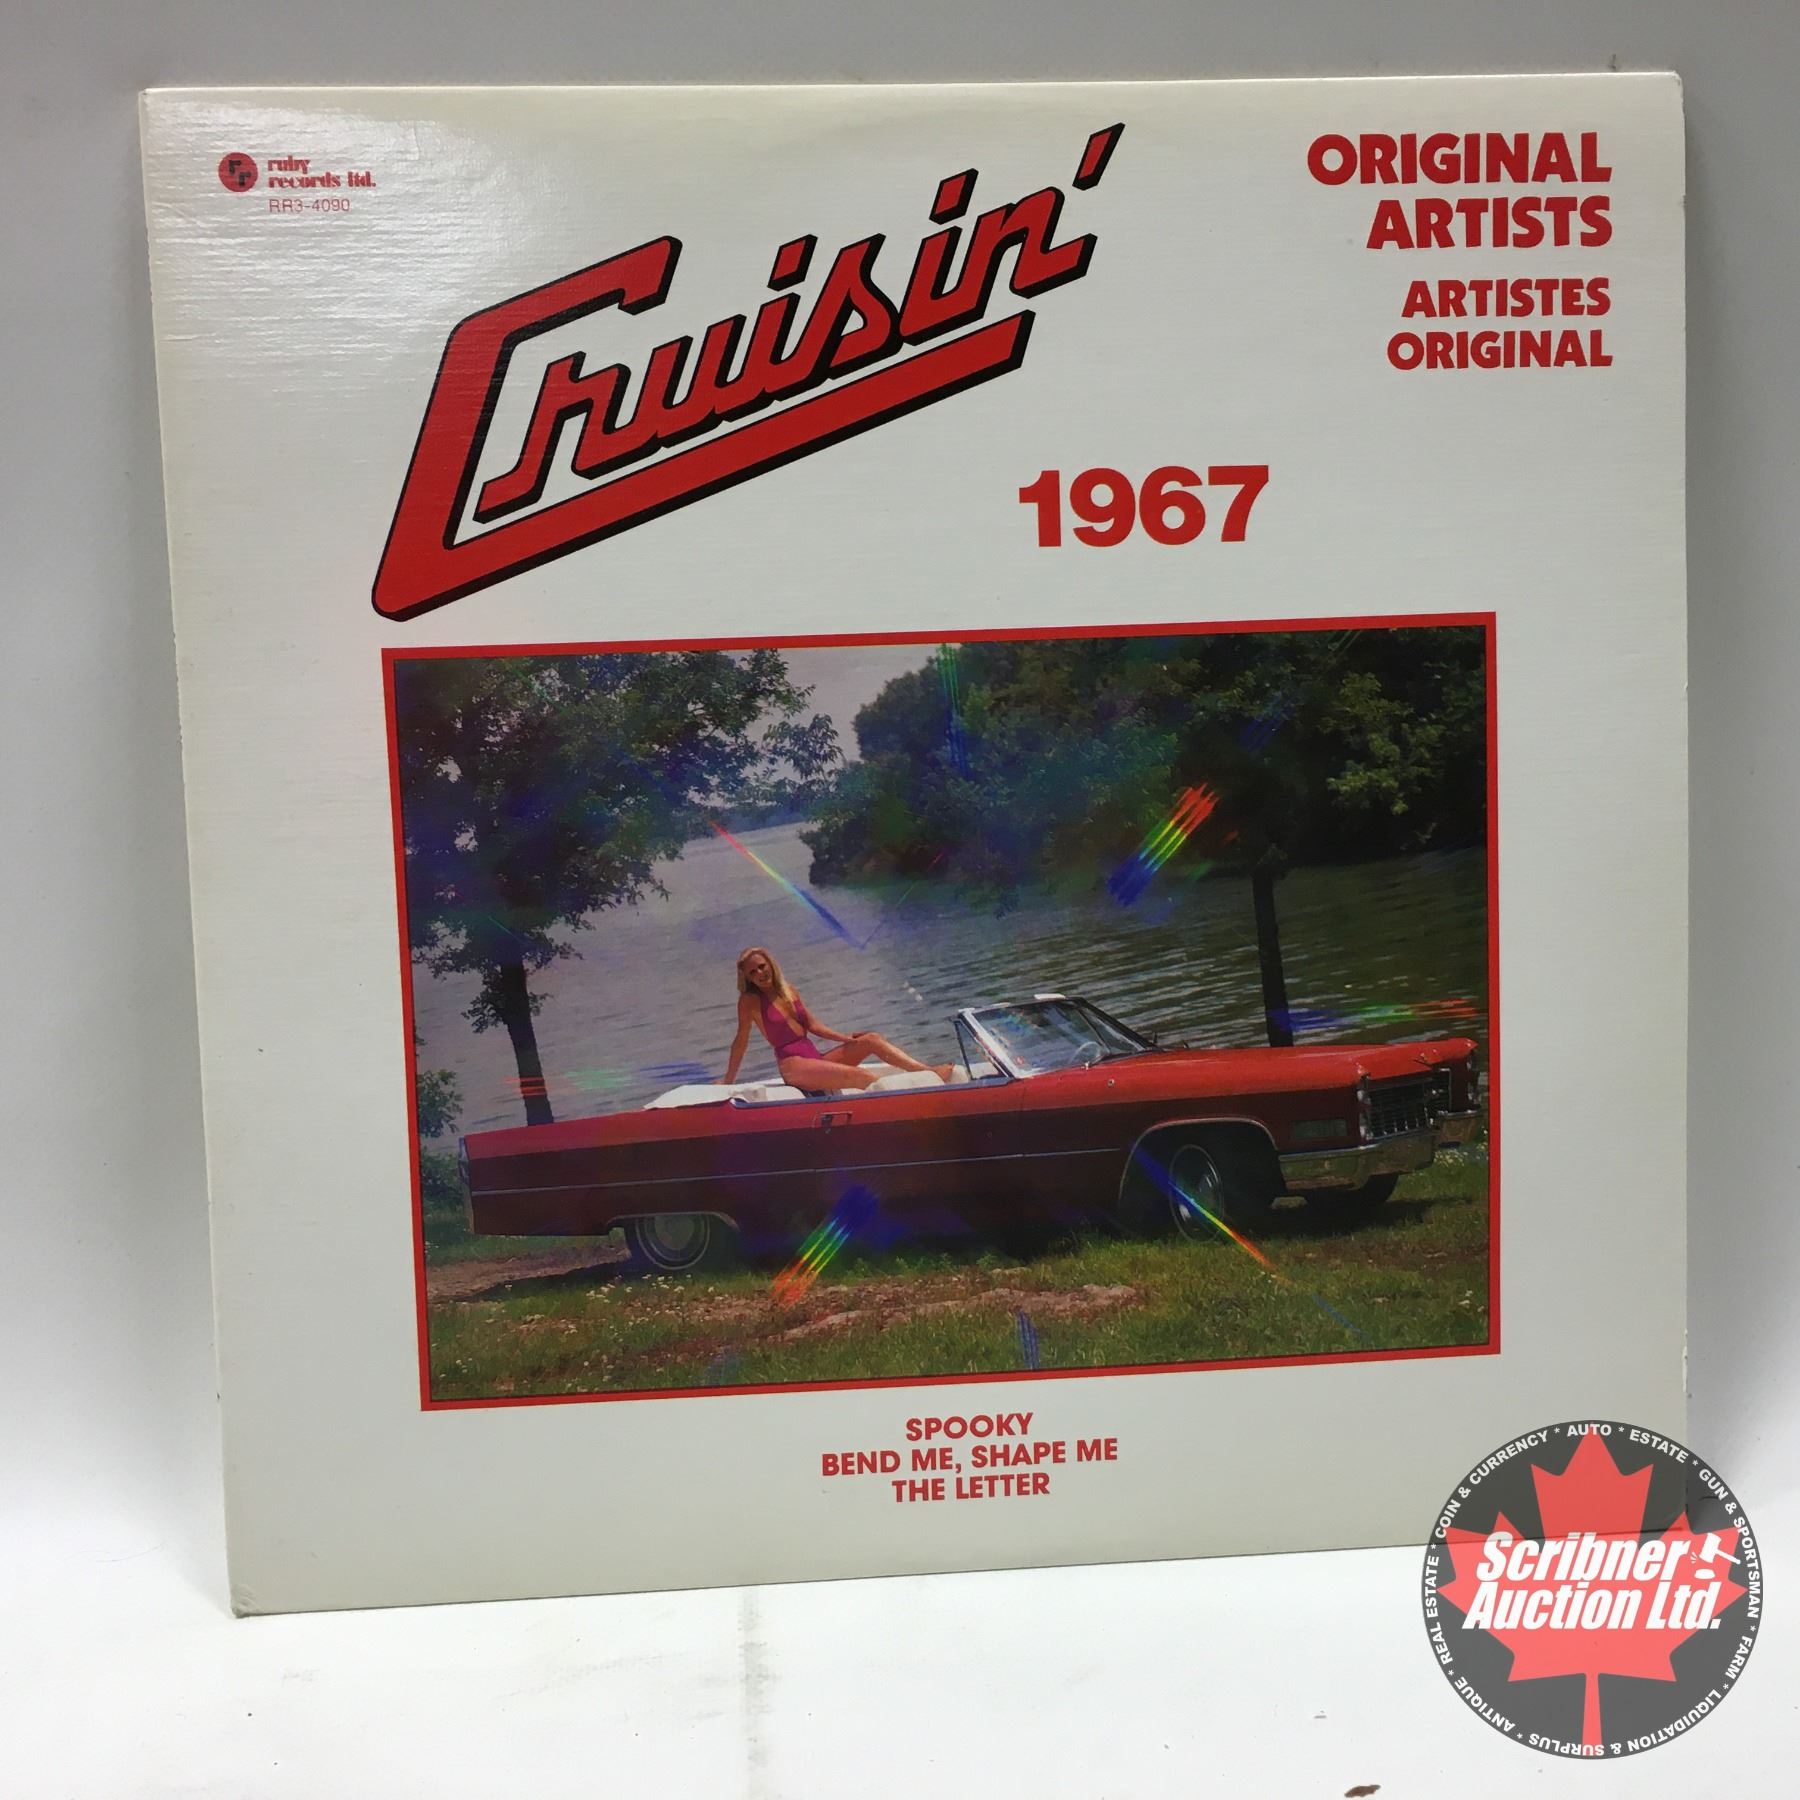 ruby
records ltd.
RR3-4090
Cruisin'
1967
ORIGINAL
ARTISTS
ARTISTES
ORIGINAL
SPOOKY
BEND ME, SHAPE ME
THE LETTER
Scribner
Auction Ltd.
* REAL ESTATE * COIN & CURRENCY * AUTO * ESTATE * GUN & SPORTSMAN * FARM * LIQUIDATION & SURPLUS * ANTIQUE